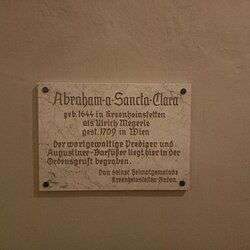 Abraham-a-Sancta-Clara
geb. 1644 in Kreenheinstetten
als Ulrich Megerle
gest. 1709 in Wien
der wortgewaltige Prediger und
Augustiner-Barfüßer liegt hier in der
Ordensgruft begraben.
Von seiner Heimatgemeinde
Kreenheinstetten-Baden.